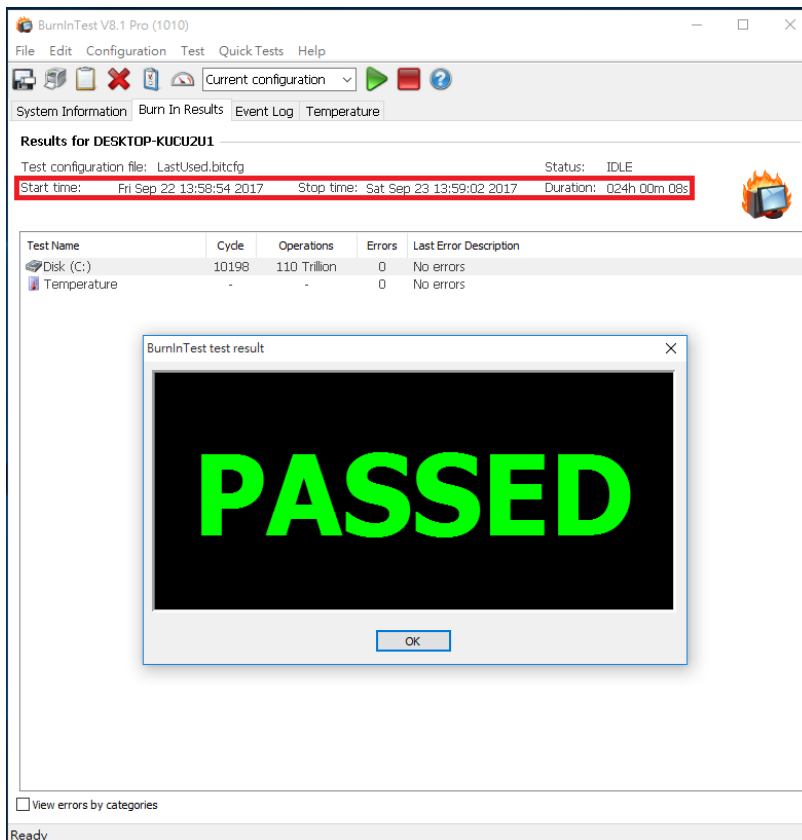 BurnInTest V8.1 Pro (1010)
File Edit Configuration Test Quick Tests Help
Current configuration
System Information Burn In Results Event Log Temperature
Results for DESKTOP-KUCU2U1
Test configuration file: LastUsed.bitcfg Status: IDLE
Start time: Fri Sep 22 13:58:54 2017 Stop time: Sat Sep 23 13:59:02 2017 Duration: 024h 00m 08s
Test Name Cycle Operations Errors Last Error Description
Disk (C:) 10198 110 Trillion 0 No errors
Temperature - - 0 No errors
BurnInTest test result
PASSED
OK
View errors by categories
Ready